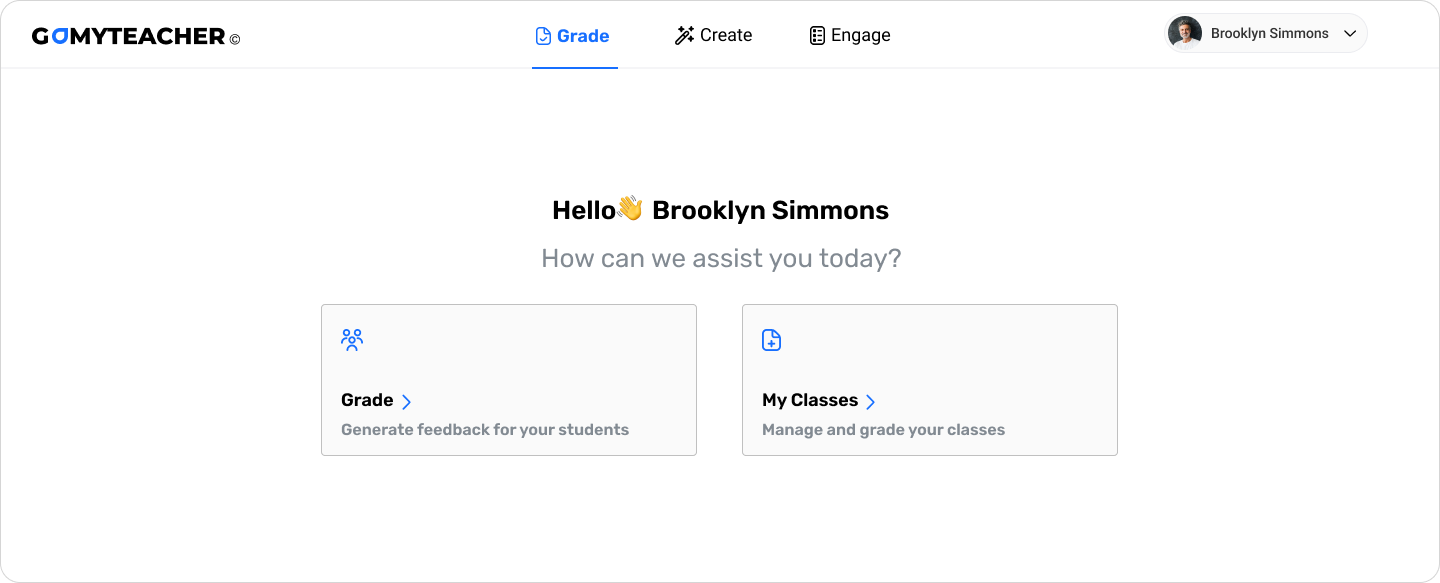 GOMYTEACHER ©
Grade
Create
Engage
Brooklyn Simmons
Hello👋 Brooklyn Simmons
How can we assist you today?
Grade
Generate feedback for your students
My Classes
Manage and grade your classes